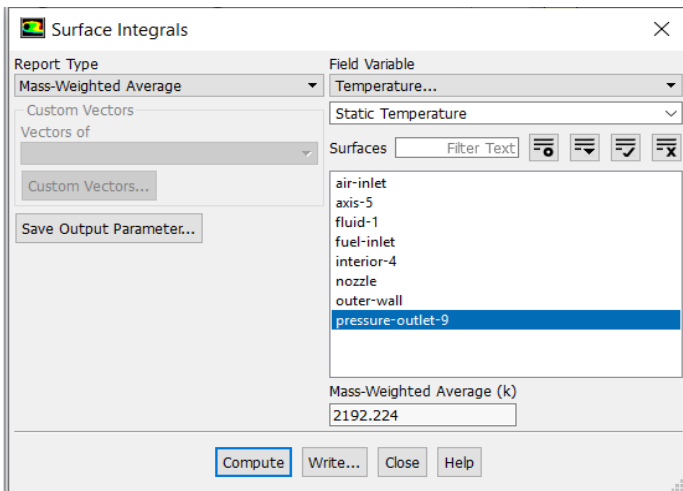 Surface Integrals
Report Type
Mass-Weighted Average
Custom Vectors
Vectors of
Custom Vectors...
Save Output Parameter...
Field Variable
Temperature...
Static Temperature
Surfaces Filter Text
air-inlet
axis-5
fluid-1
fuel-inlet
interior-4
nozzle
outer-wall
pressure-outlet-9
Mass-Weighted Average (k)
2192.224
Compute Write... Close Help